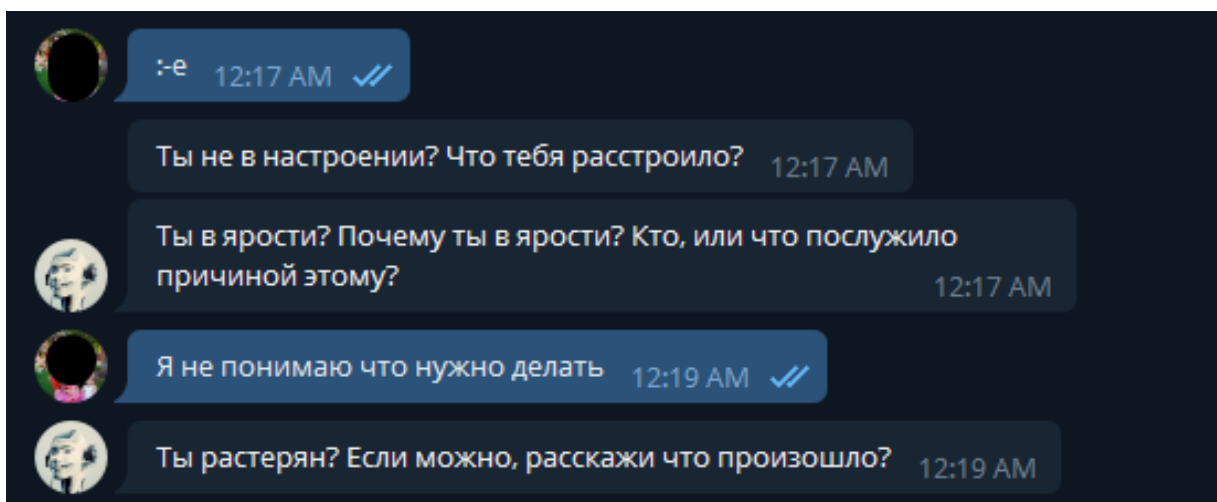 :-e 12:17 AM
Ты не в настроении? Что тебя расстроило? 12:17 AM
Ты в ярости? Почему ты в ярости? Кто, или что послужило
причиной этому? 12:17 AM
Я не понимаю что нужно делать 12:19 AM
Ты растерян? Если можно, расскажи что произошло? 12:19 AM